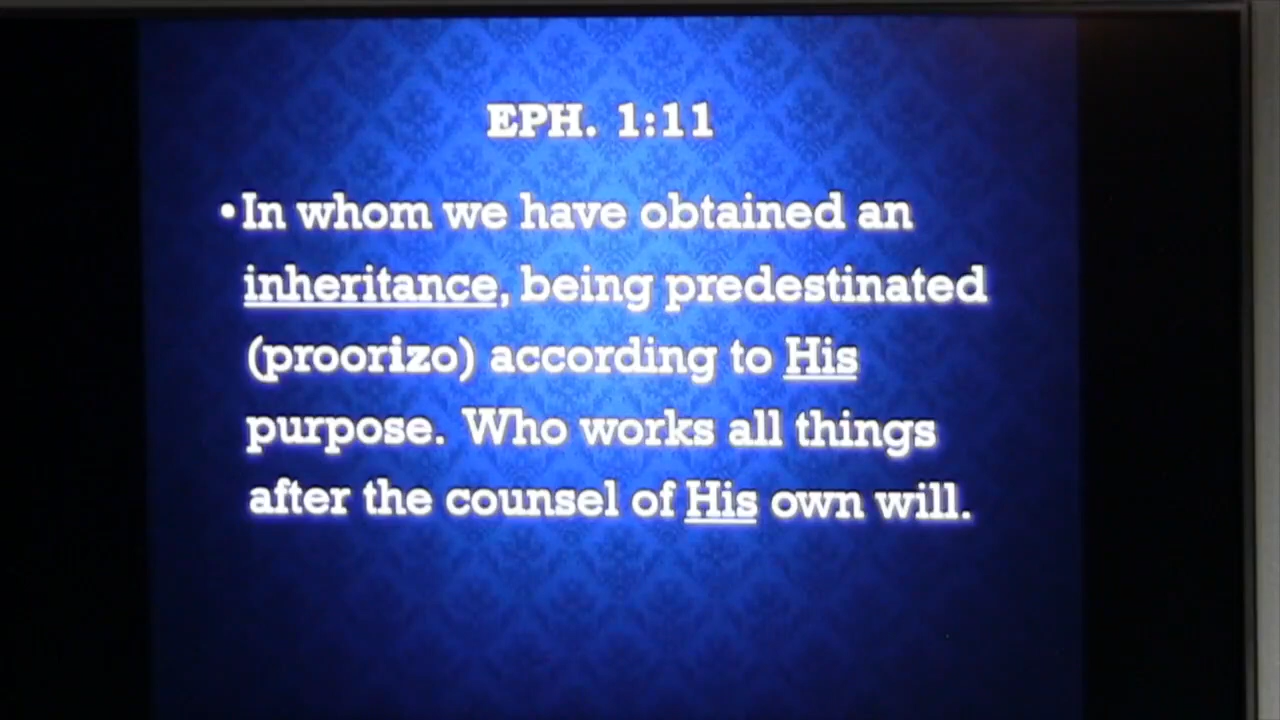 EPH. 1:11
•In whom we have obtained an
inheritance, being predestinated
(proorizo) according to His
purpose. Who works all things
after the counsel of His own will.